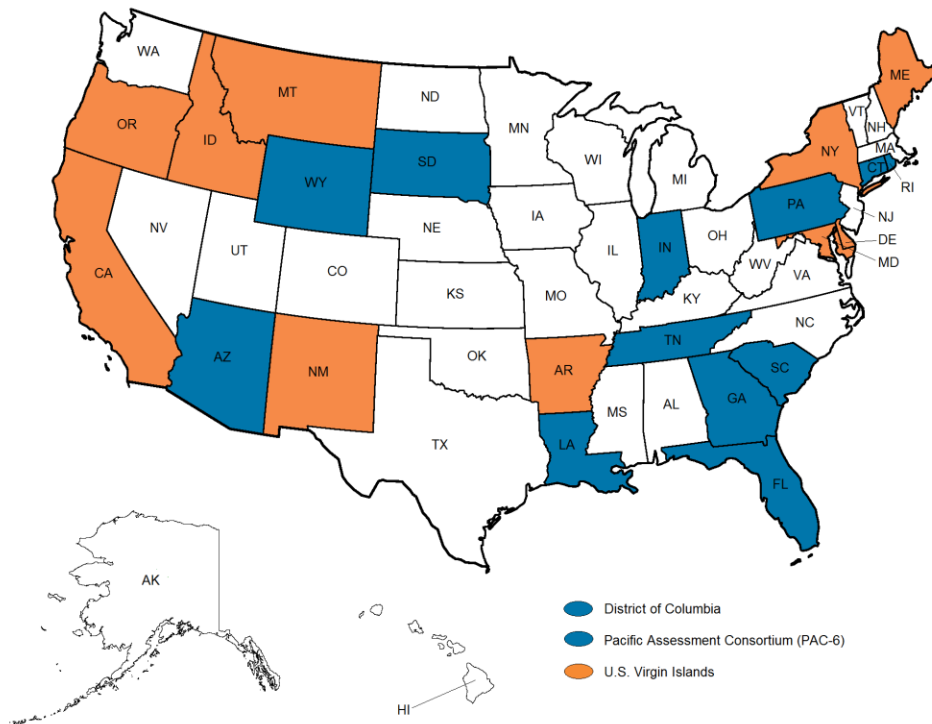 WA
MT
ND
MN
ME
VT
NH
OR
ID
SD
WI
NY
MA
WY
MI
CT
RI
PA
NJ
NV
NE
IA
OH
DE
UT
IL
IN
MD
CA
CO
WV
VA
KS
MO
KY
NC
AZ
NM
OK
AR
TN
SC
MS
AL
GA
TX
LA
FL
AK
HI
District of Columbia
Pacific Assessment Consortium (PAC-6)
U.S. Virgin Islands